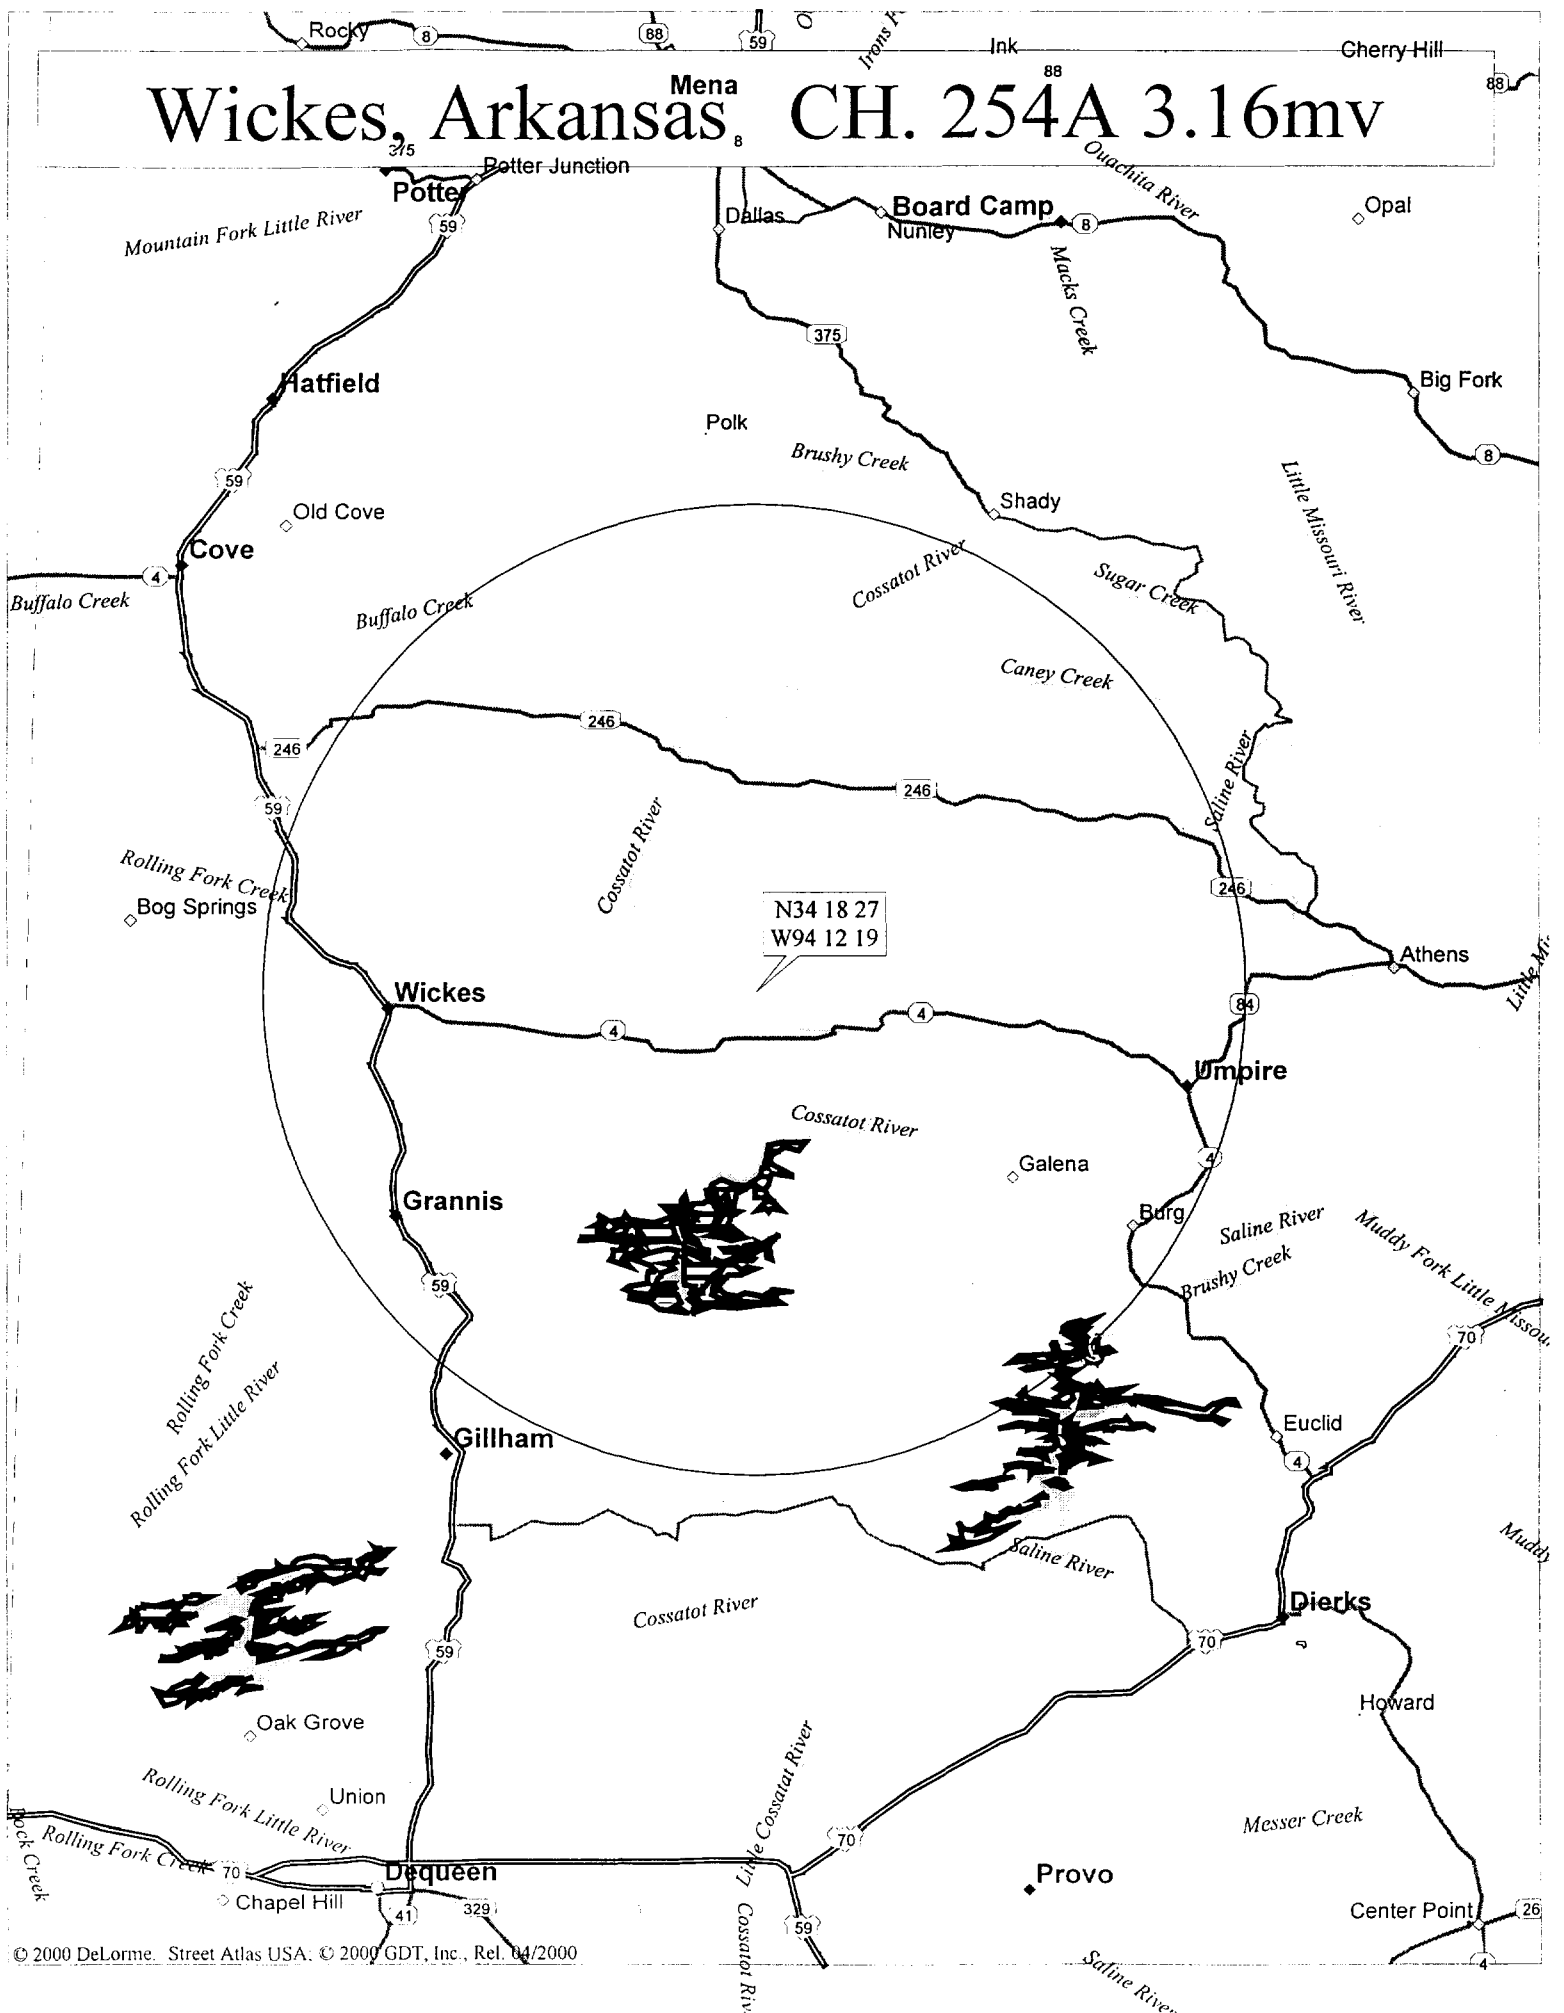 Rocky
8
88
59
Ink
Cherry Hill
Mena
88
88
Wickes, Arkansas CH. 254A 3.16mv
8
375
Potter Junction
Potter
Ouachita River
Mountain Fork Little River
59
Dallas
Board Camp
Nunley
8
Opal
Macks Creek
375
Hatfield
Big Fork
Polk
Brushy Creek
8
59
Little Missouri River
Old Cove
Shady
Cove
4
Cossatot River
Sugar Creek
Buffalo Creek
Buffalo Creek
Caney Creek
246
246
246
59
Saline River
Cossatot River
Rolling Fork Creek
246
Bog Springs
N34 18 27
W94 12 19
Athens
Wickes
84
4
4
Umpire
Cossatot River
4
Galena
Grannis
Burg
Saline River
Muddy Fork Little Missou
Brushy Creek
59
Rolling Fork Creek
70
Rolling Fork Little River
Euclid
Gillham
4
Muddy
Saline River
Dierks
Cossatot River
70
59
Howard
Oak Grove
Little Cossatat River
Rolling Fork Little River
Union
Messer Creek
Rock Creek
Rolling Fork Creek
70
70
Dequeen
Provo
Chapel Hill
41
329
59
Cossatot Riv
Center Point
26
© 2000 DeLorme. Street Atlas USA; © 2000 GDT, Inc., Rel. 04/2000
Saline River
4